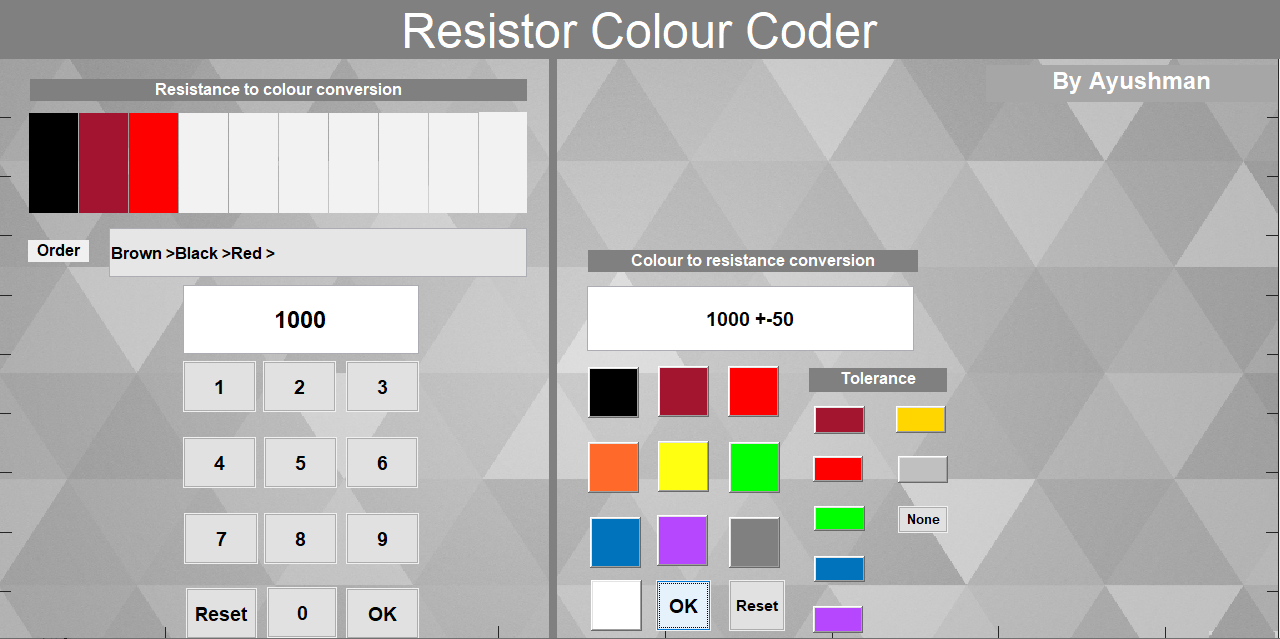 Resistor Colour Coder
By Ayushman
Resistance to colour conversion
Order
Brown >Black >Red >
1000
1 2 3
4 5 6
7 8 9
Reset 0 OK
Colour to resistance conversion
1000 +-50
Tolerance
None
OK Reset